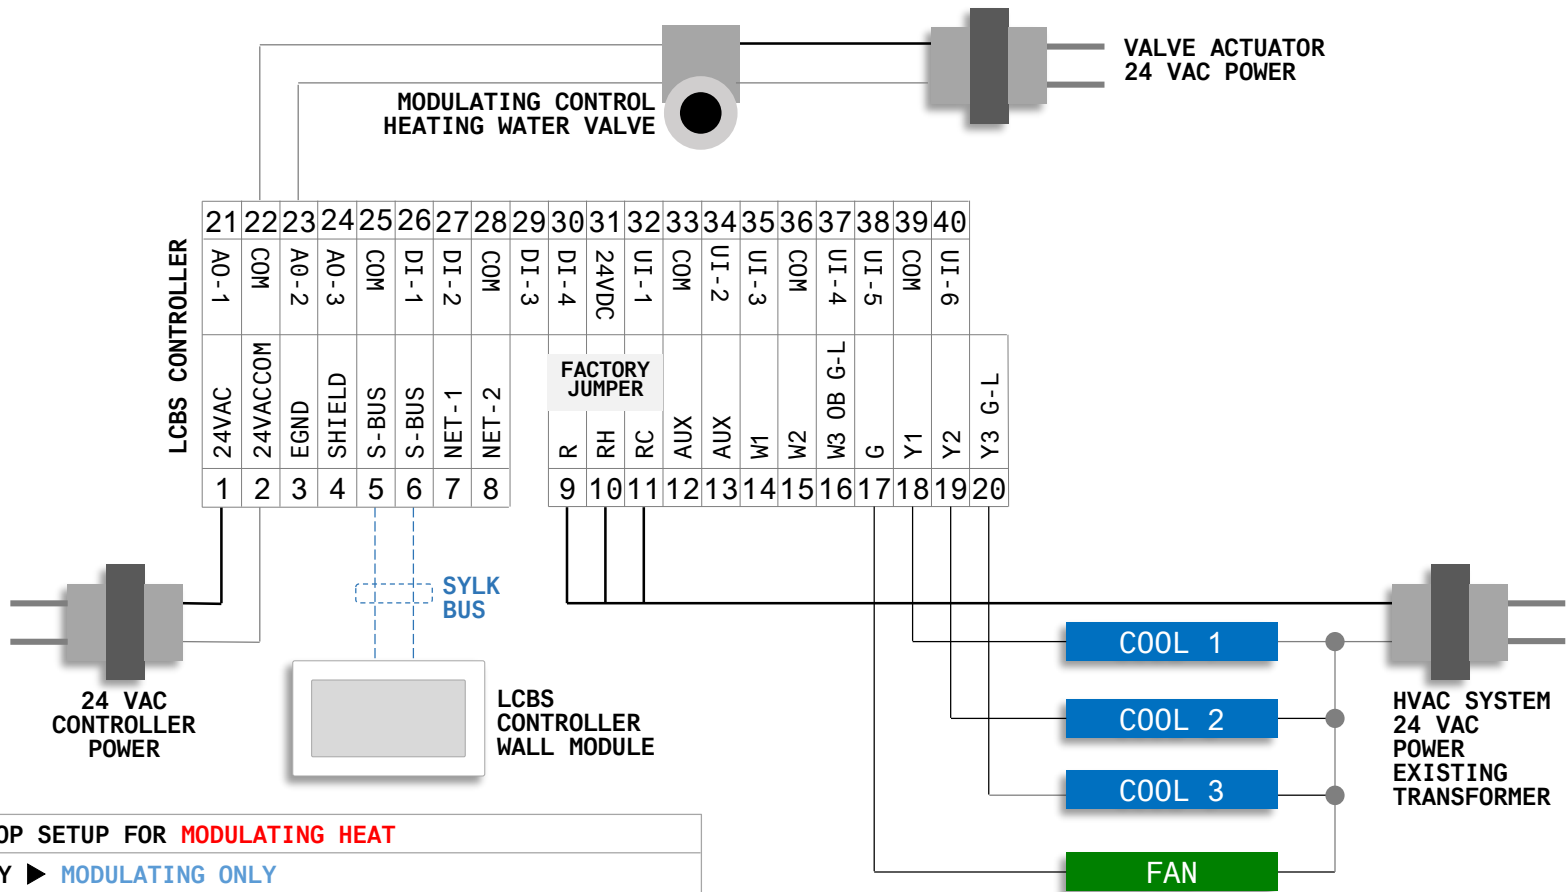 VALVE ACTUATOR
24 VAC POWER
MODULATING CONTROL
HEATING WATER VALVE
LCBS CONTROLLER
21 22 23 24 25 26 27 28 29 30 31 32 33 34 35 36 37 38 39 40
AO-1 COM A0-2 AO-3 COM DI-1 DI-2 COM DI-3 DI-4 24VDC UI-1 COM UI-2 UI-3 COM UI-4 UI-5 COM UI-6
FACTORY
JUMPER
24VAC 24VACCOM EGND SHIELD S-BUS S-BUS NET-1 NET-2 R RH RC AUX AUX W1 W2 W3 OB G-L G Y1 Y2 Y3 G-L
1 2 3 4 5 6 7 8 9 10 11 12 13 14 15 16 17 18 19 20
SYLK
BUS
24 VAC
CONTROLLER
POWER
LCBS
CONTROLLER
WALL MODULE
COOL 1
COOL 2
COOL 3
FAN
HVAC SYSTEM
24 VAC
POWER
EXISTING
TRANSFORMER
OP SETUP FOR MODULATING HEAT
Y ▶ MODULATING ONLY